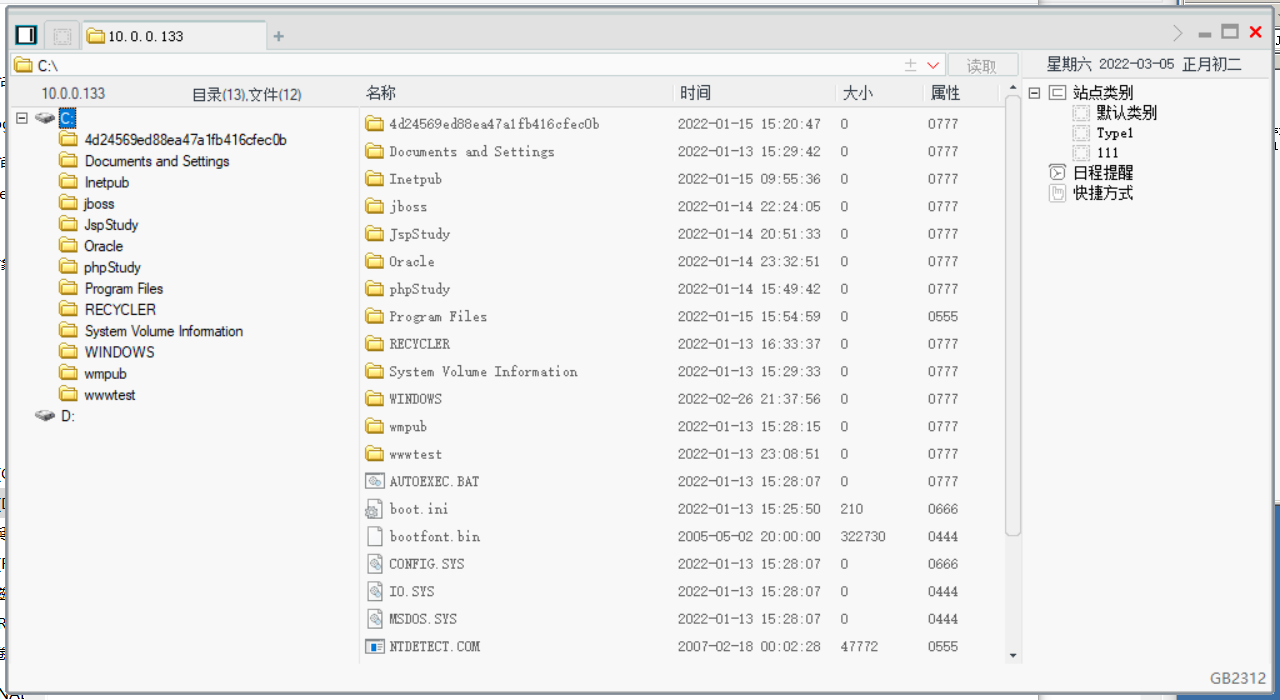 10.0.0.133
+
C:\
读取
星期六 2022-03-05 正月初二
10.0.0.133 目录(13),文件(12)
C:
4d24569ed88ea47a1fb416cfec0b
Documents and Settings
Inetpub
jboss
JspStudy
Oracle
phpStudy
Program Files
RECYCLER
System Volume Information
WINDOWS
wmpub
wwwtest
D:
名称 时间 大小 属性
4d24569ed88ea47a1fb416cfec0b 2022-01-15 15:20:47 0 0777
Documents and Settings 2022-01-13 15:29:42 0 0777
Inetpub 2022-01-15 09:55:36 0 0777
jboss 2022-01-14 22:24:05 0 0777
JspStudy 2022-01-14 20:51:33 0 0777
Oracle 2022-01-14 23:32:51 0 0777
phpStudy 2022-01-14 15:49:42 0 0777
Program Files 2022-01-15 15:54:59 0 0555
RECYCLER 2022-01-13 16:33:37 0 0777
System Volume Information 2022-01-13 15:29:33 0 0777
WINDOWS 2022-02-26 21:37:56 0 0777
wmpub 2022-01-13 15:28:15 0 0777
wwwtest 2022-01-13 23:08:51 0 0777
AUTOEXEC.BAT 2022-01-13 15:28:07 0 0777
boot.ini 2022-01-13 15:25:50 210 0666
bootfont.bin 2005-05-02 20:00:00 322730 0444
CONFIG.SYS 2022-01-13 15:28:07 0 0666
IO.SYS 2022-01-13 15:28:07 0 0444
MSDOS.SYS 2022-01-13 15:28:07 0 0444
NTDETECT.COM 2007-02-18 00:02:28 47772 0555
站点类别
默认类别
Type1
111
日程提醒
快捷方式
GB2312